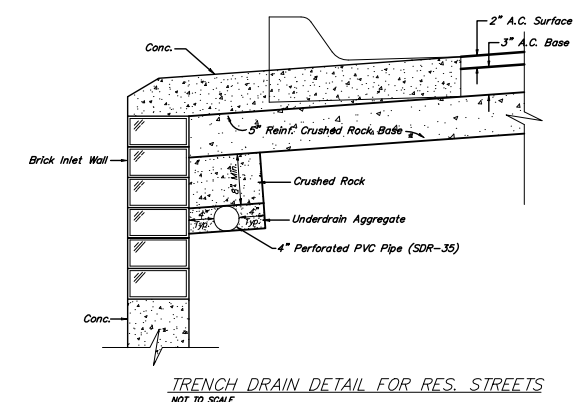 2" A.C. Surface
3" A.C. Base
Conc.
5" Reinf. Crushed Rock Base
Brick Inlet Wall
8" Min.
Crushed Rock
4" 4"
Typ. Typ.
Underdrain Aggregate
4" Perforated PVC Pipe (SDR-35)
Conc.
TRENCH DRAIN DETAIL FOR RES. STREETS
NOT TO SCALE